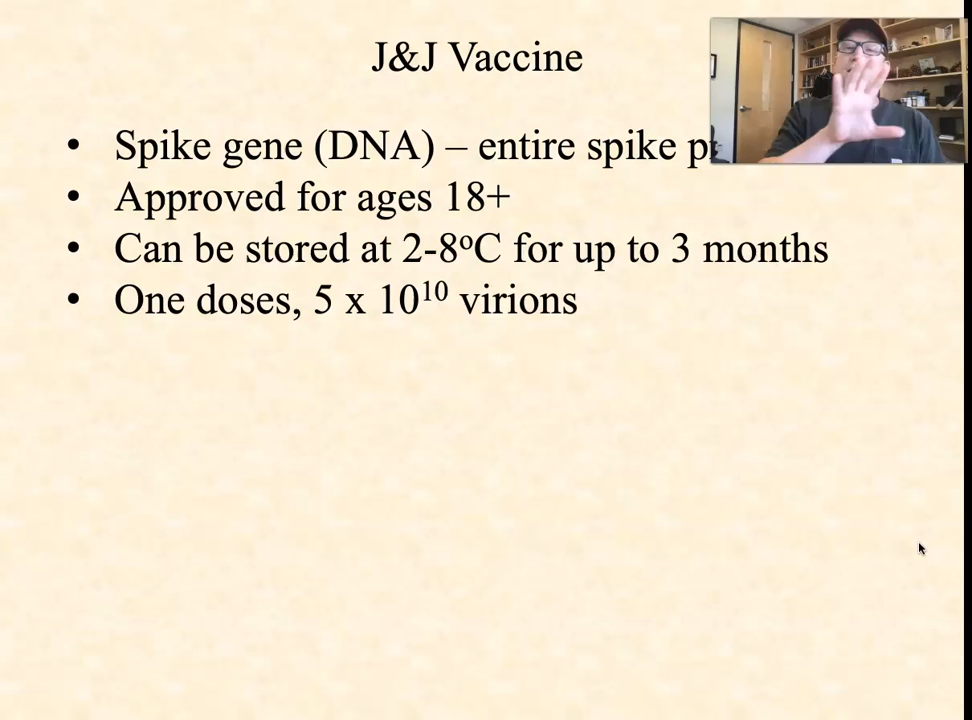 J&J Vaccine
• Spike gene (DNA) – entire spike
• Approved for ages 18+
• Can be stored at 2-8ºC for up to 3 months
• One doses, 5 x 10¹⁰ virions